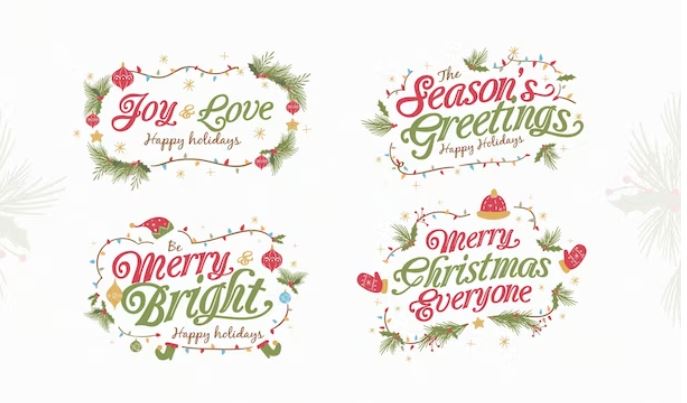 Joy & Love
Happy holidays
The
Season's
Greetings
Happy Holidays
Be
Merry &
Bright
Happy holidays
Merry
Christmas
Everyone